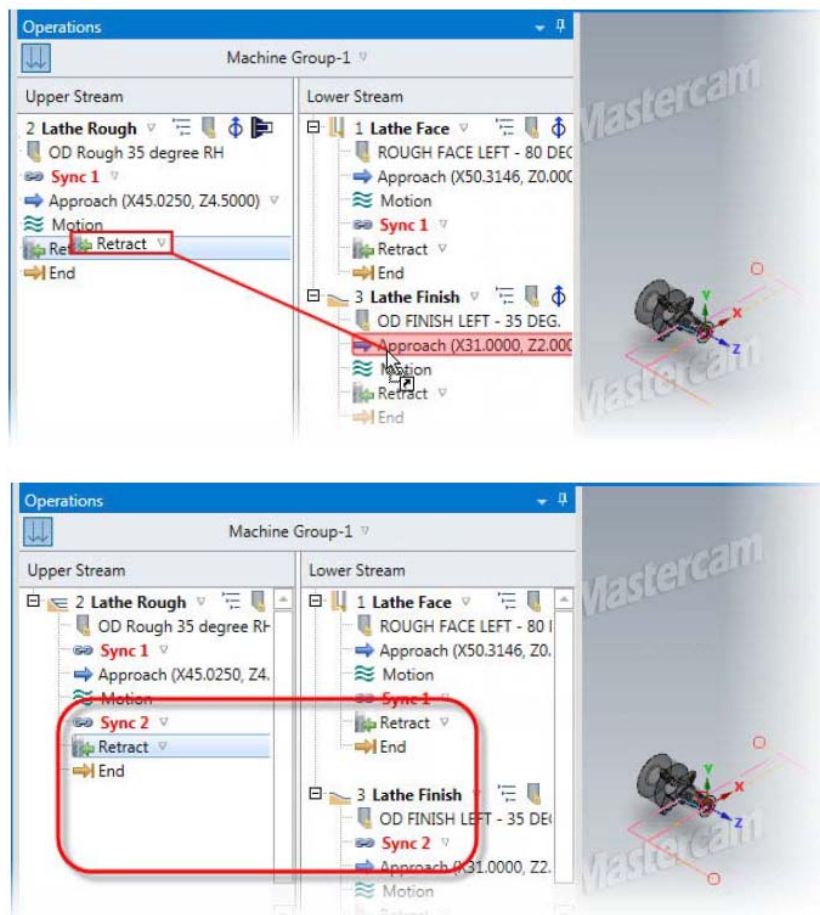 Operations
Machine Group-1
Upper Stream
Lower Stream
2 Lathe Rough
OD Rough 35 degree RH
Sync 1
Approach (X45.0250, Z4.5000)
Motion
Ret
Retract
End
1 Lathe Face
ROUGH FACE LEFT - 80 DEG
Approach (X50.3146, Z0.000
Motion
Sync 1
Retract
End
3 Lathe Finish
OD FINISH LEFT - 35 DEG.
Approach (X31.0000, Z2.000
Motion
Retract
End
Mastercam
Y
X
Z
Mastercam
Operations
Machine Group-1
Upper Stream
Lower Stream
2 Lathe Rough
OD Rough 35 degree RH
Sync 1
Approach (X45.0250, Z4.
Motion
Sync 2
Retract
End
1 Lathe Face
ROUGH FACE LEFT - 80
Approach (X50.3146, Z0.
Motion
Sync 1
Retract
End
3 Lathe Finish
OD FINISH LEFT - 35 DE
Sync 2
Approach (X31.0000, Z2.
Motion
Mastercam
Y
X
Z
Mastercam